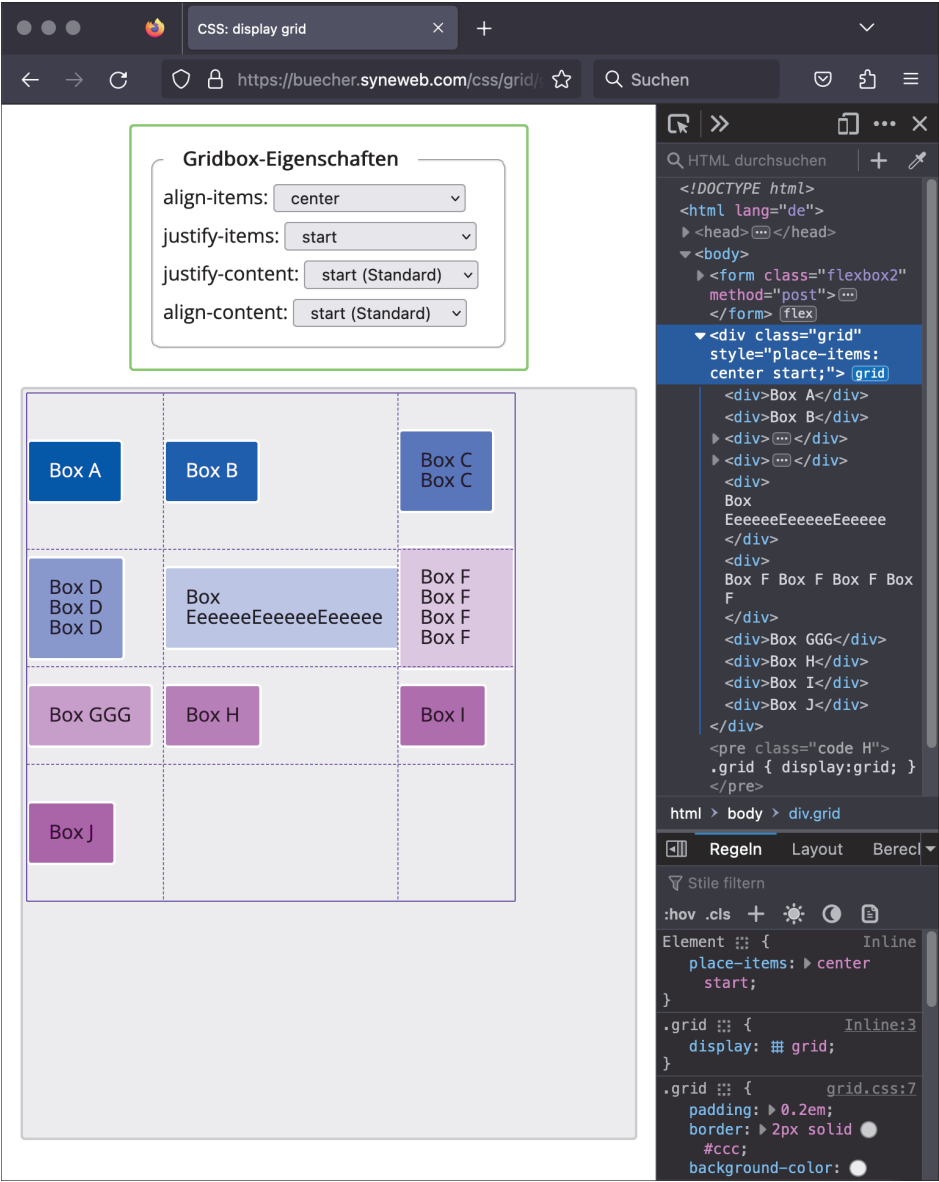 CSS: display grid
https://buecher.syneweb.com/css/grid/
Suchen
Gridbox-Eigenschaften
align-items: center
justify-items: start
justify-content: start (Standard)
align-content: start (Standard)
Box A
Box B
Box C
Box C
Box D
Box D
Box D
Box
EeeeeeEeeeeeEeeeee
Box F
Box F
Box F
Box F
Box GGG
Box H
Box I
Box J
HTML durchsuchen
<!DOCTYPE html>
<html lang="de">
<head></head>
<body>
<form class="flexbox2"
method="post">
</form> flex
<div class="grid"
style="place-items:
center start;"> grid
<div>Box A</div>
<div>Box B</div>
<div></div>
<div></div>
<div>
Box
EeeeeeEeeeeeEeeeee
</div>
<div>
Box F Box F Box F Box
F
</div>
<div>Box GGG</div>
<div>Box H</div>
<div>Box I</div>
<div>Box J</div>
</div>
<pre class="code H">
.grid { display:grid; }
</pre>
html > body > div.grid
Regeln Layout Berecl
Stile filtern
:hov .cls
Element { Inline
place-items: center
start;
}
.grid { Inline:3
display: grid;
}
.grid { grid.css:7
padding: 0.2em;
border: 2px solid
#ccc;
background-color: